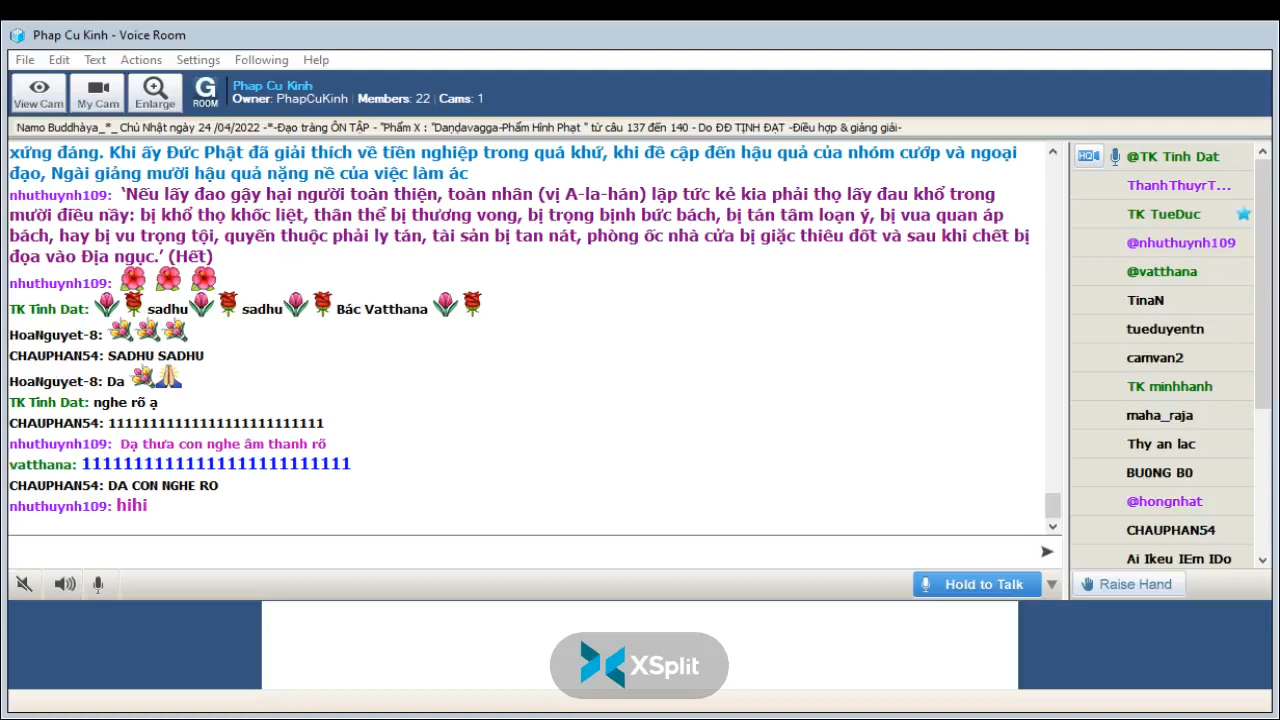 Phap Cu Kinh - Voice Room
File Edit Text Actions Settings Following Help
View Cam
My Cam
Enlarge
G
ROOM
Phap Cu Kinh
Owner: PhapCuKinh | Members: 22 | Cams: 1
Namo Buddhàya_*_ Chủ Nhật ngày 24 /04/2022 -*-Đạo tràng ÔN TẬP - "Phẩm X : "Daṇḍavagga-Phẩm Hình Phạt " từ câu 137 đến 140 - Do ĐĐ TỊNH ĐẠT -Điều hợp & giảng giải-
xứng đáng. Khi ấy Đức Phật đã giải thích về tiền nghiệp trong quá khứ, khi đề cập đến hậu quả của nhóm cướp và ngoại
đạo, Ngài giảng mười hậu quả nặng nề của việc làm ác
nhuthuynh109: 'Nếu lấy đao gậy hại người toàn thiện, toàn nhân (vị A-la-hán) lập tức kẻ kia phải thọ lấy đau khổ trong
mười điều nầy: bị khổ thọ khốc liệt, thân thể bị thương vong, bị trọng bịnh bức bách, bị tán tâm loạn ý, bị vua quan áp
bách, hay bị vu trọng tội, quyến thuộc phải ly tán, tài sản bị tan nát, phòng ốc nhà cửa bị giặc thiêu đốt và sau khi chết bị
đọa vào Địa ngục.' (Hết)
nhuthuynh109:
TK Tinh Dat: sadhu sadhu Bác Vatthana
HoaNguyet-8:
CHAUPHAN54: SADHU SADHU
HoaNguyet-8: Da
TK Tinh Dat: nghe rõ ạ
CHAUPHAN54: 1111111111111111111111111
nhuthuynh109: Dạ thưa con nghe âm thanh rõ
vatthana: 11111111111111111111111111
CHAUPHAN54: DA CON NGHE RO
nhuthuynh109: hihi
Hold to Talk
HD
@TK Tinh Dat
ThanhThuyrT...
TK TueDuc
@nhuthuynh109
@vatthana
TinaN
tueduyentn
camvan2
TK minhhanh
maha_raja
Thy an lac
BU0NG B0
@hongnhat
CHAUPHAN54
Ai Ikeu IEm IDo
Raise Hand
XSplit